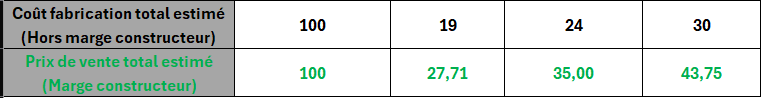 Coût fabrication total estimé
(Hors marge constructeur)
100 19 24 30
Prix de vente total estimé
(Marge constructeur)
100 27,71 35,00 43,75